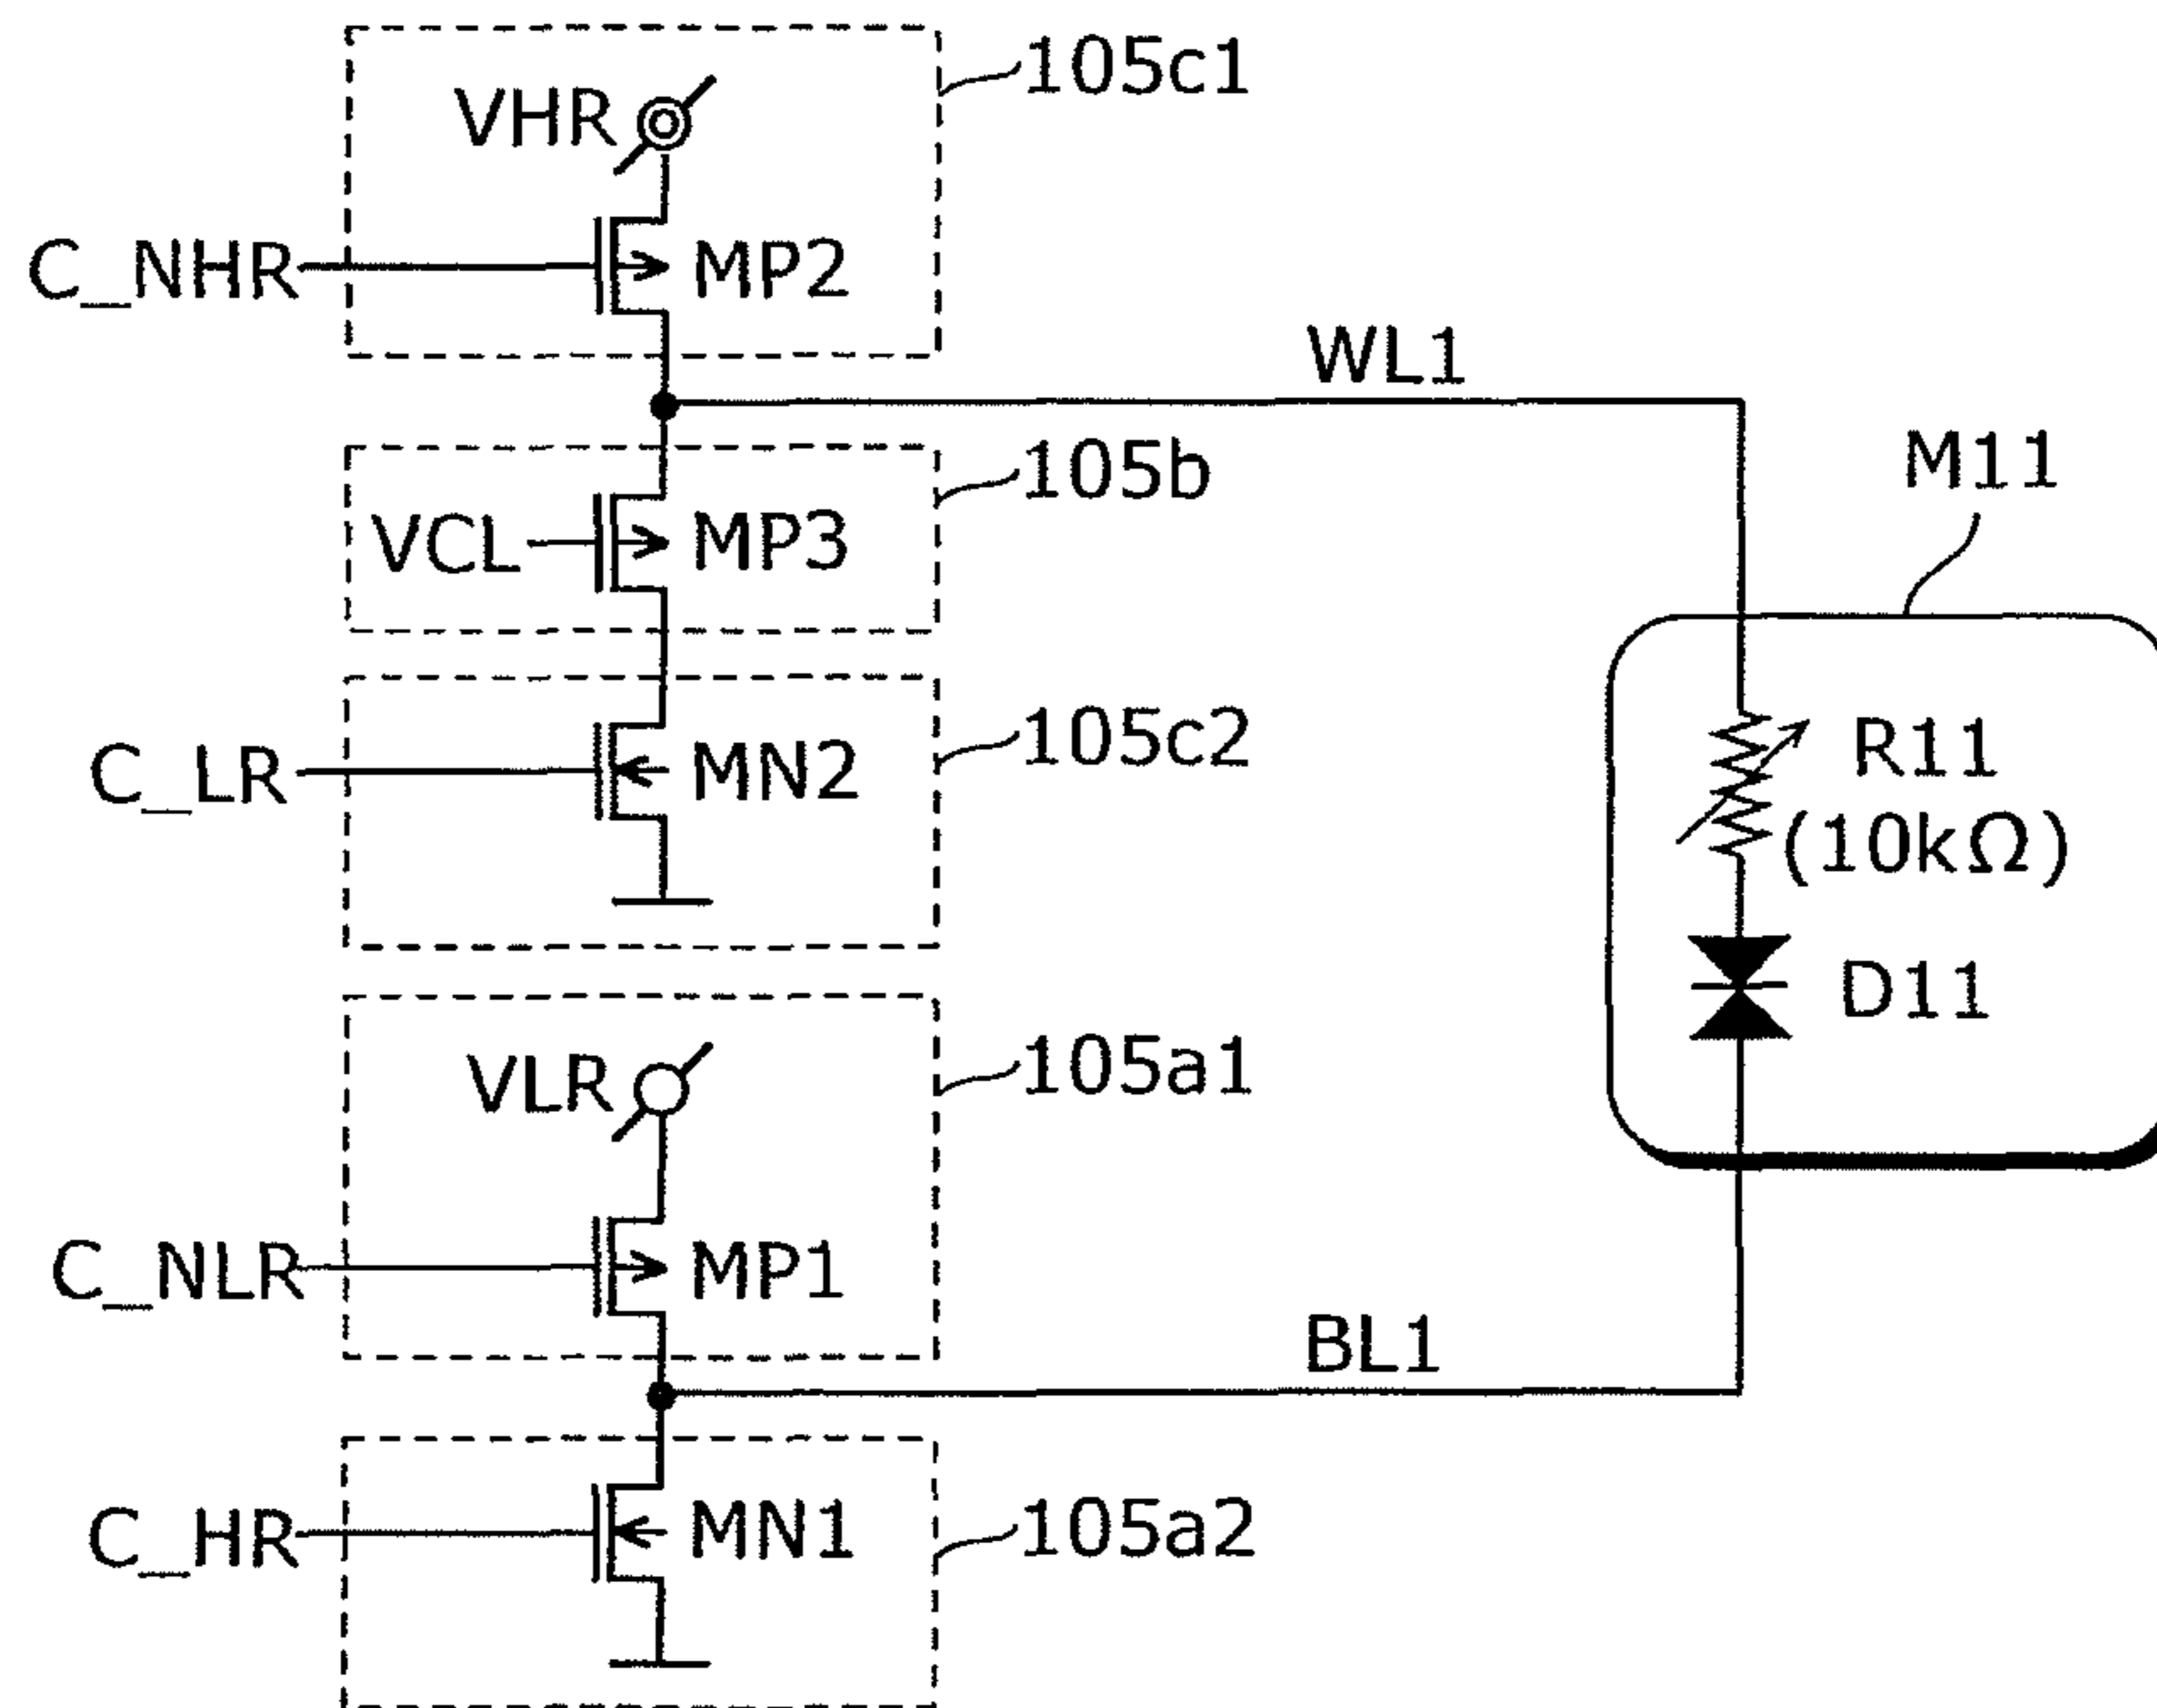 105c1
VHR
C_NHR
MP2
WL1
105b
M11
VCL
MP3
105c2
R11
C_LR
MN2
(10kΩ)
D11
105a1
VLR
C_NLR
MP1
BL1
105a2
C_HR
MN1